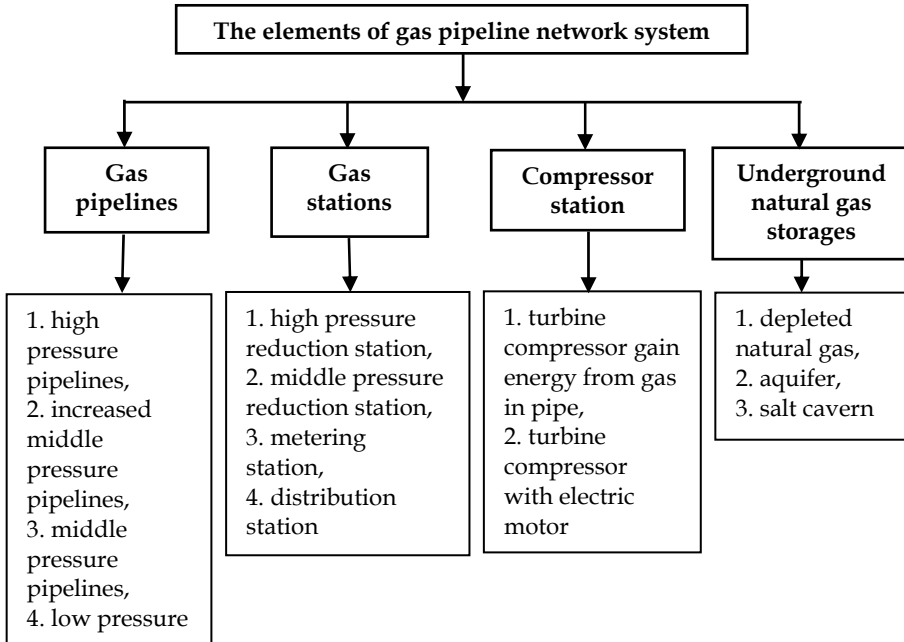 The elements of gas pipeline network system
Gas
pipelines
Gas
stations
Compressor
station
Underground
natural gas
storages
1. high
pressure
pipelines,
2. increased
middle
pressure
pipelines,
3. middle
pressure
pipelines,
4. low pressure
1. high pressure
reduction station,
2. middle pressure
reduction station,
3. metering
station,
4. distribution
station
1. turbine
compressor gain
energy from gas
in pipe,
2. turbine
compressor
with electric
motor
1. depleted
natural gas,
2. aquifer,
3. salt cavern